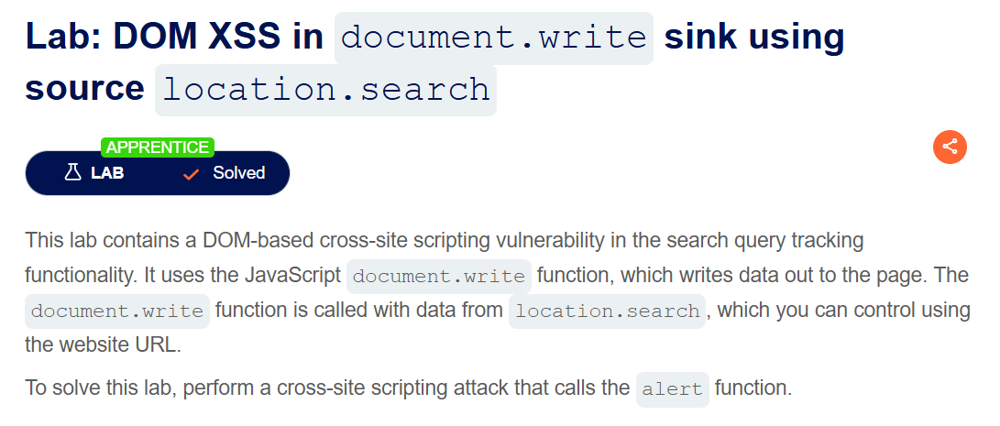 Lab: DOM XSS in document.write sink using
source location.search
APPRENTICE
LAB Solved
This lab contains a DOM-based cross-site scripting vulnerability in the search query tracking
functionality. It uses the JavaScript document.write function, which writes data out to the page. The
document.write function is called with data from location.search, which you can control using
the website URL.
To solve this lab, perform a cross-site scripting attack that calls the alert function.